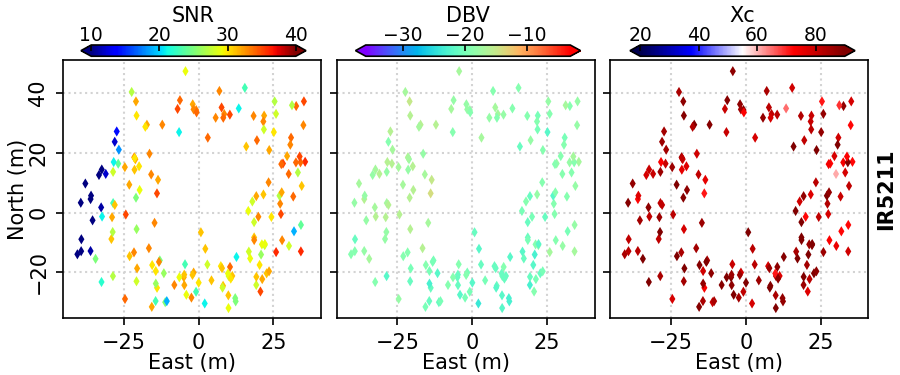 SNR DBV Xc
10 20 30 40 −30 −20 −10 20 40 60 80
40
20
0
−20
North (m)
IR5211
−25 0 25 −25 0 25 −25 0 25
East (m) East (m) East (m)